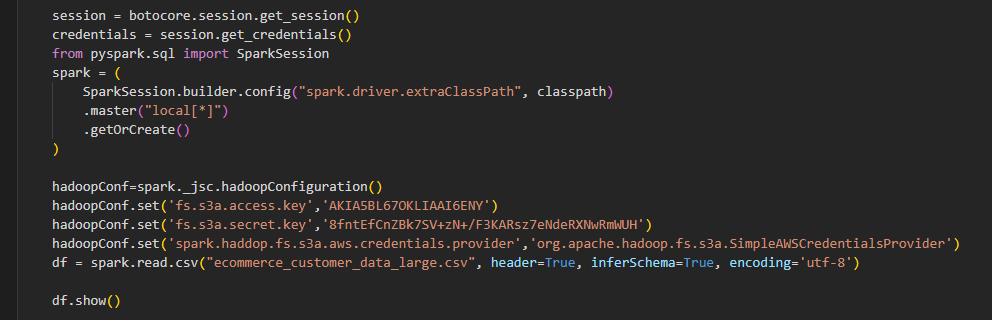 session = botocore.session.get_session()
credentials = session.get_credentials()
from pyspark.sql import SparkSession
spark = (
SparkSession.builder.config("spark.driver.extraClassPath", classpath)
.master("local[*]")
.getOrCreate()
)
hadoopConf=spark._jsc.hadoopConfiguration()
hadoopConf.set('fs.s3a.access.key','AKIA5BL67OKLIAAI6ENY')
hadoopConf.set('fs.s3a.secret.key','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')
hadoopConf.set('spark.haddop.fs.s3a.aws.credentials.provider','org.apache.hadoop.fs.s3a.SimpleAWSCredentialsProvider')
df = spark.read.csv("ecommerce_customer_data_large.csv", header=True, inferSchema=True, encoding='utf-8')
df.show()